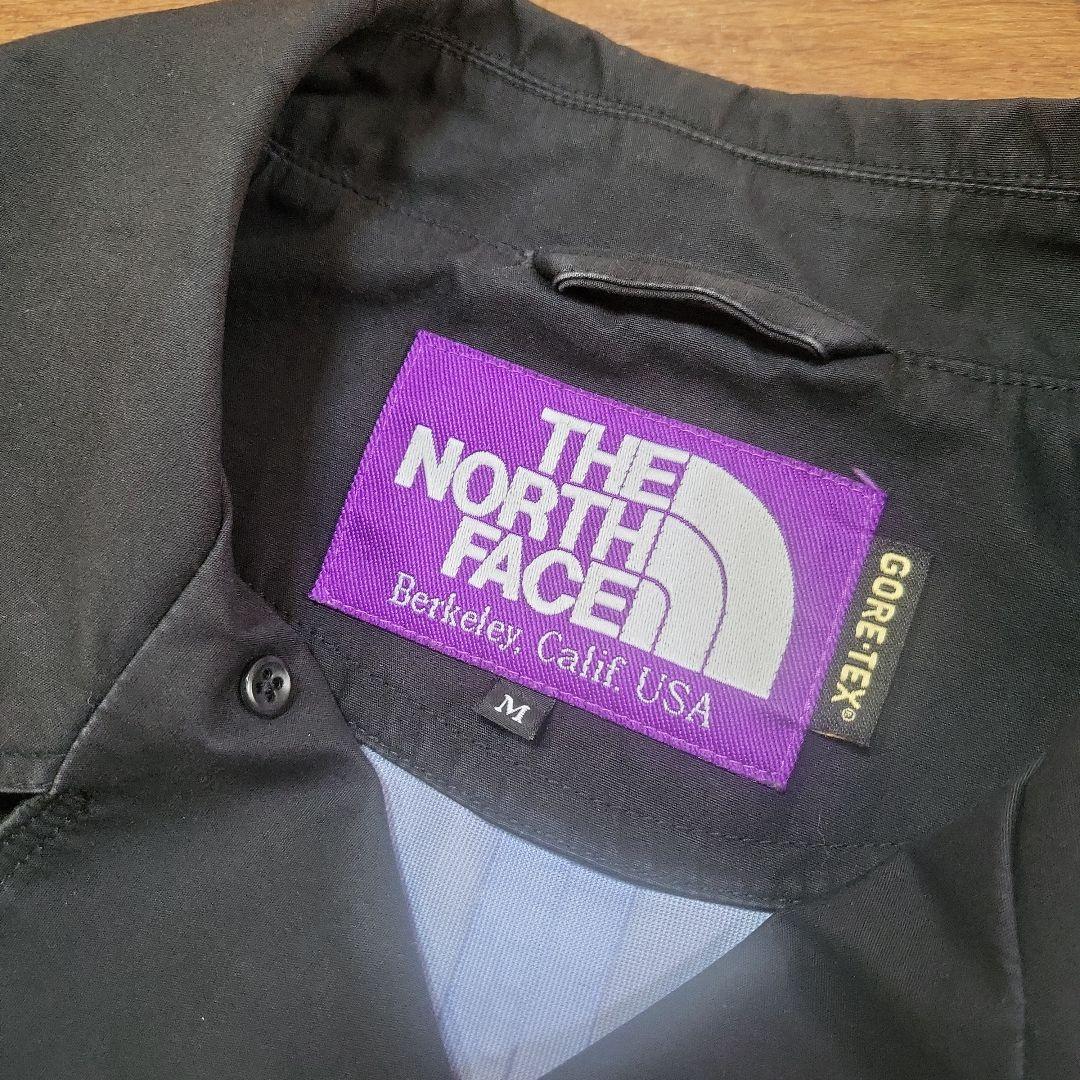 THE
NORTH
FACE
Berkeley, Calif. USA
M
GORE-TEX®